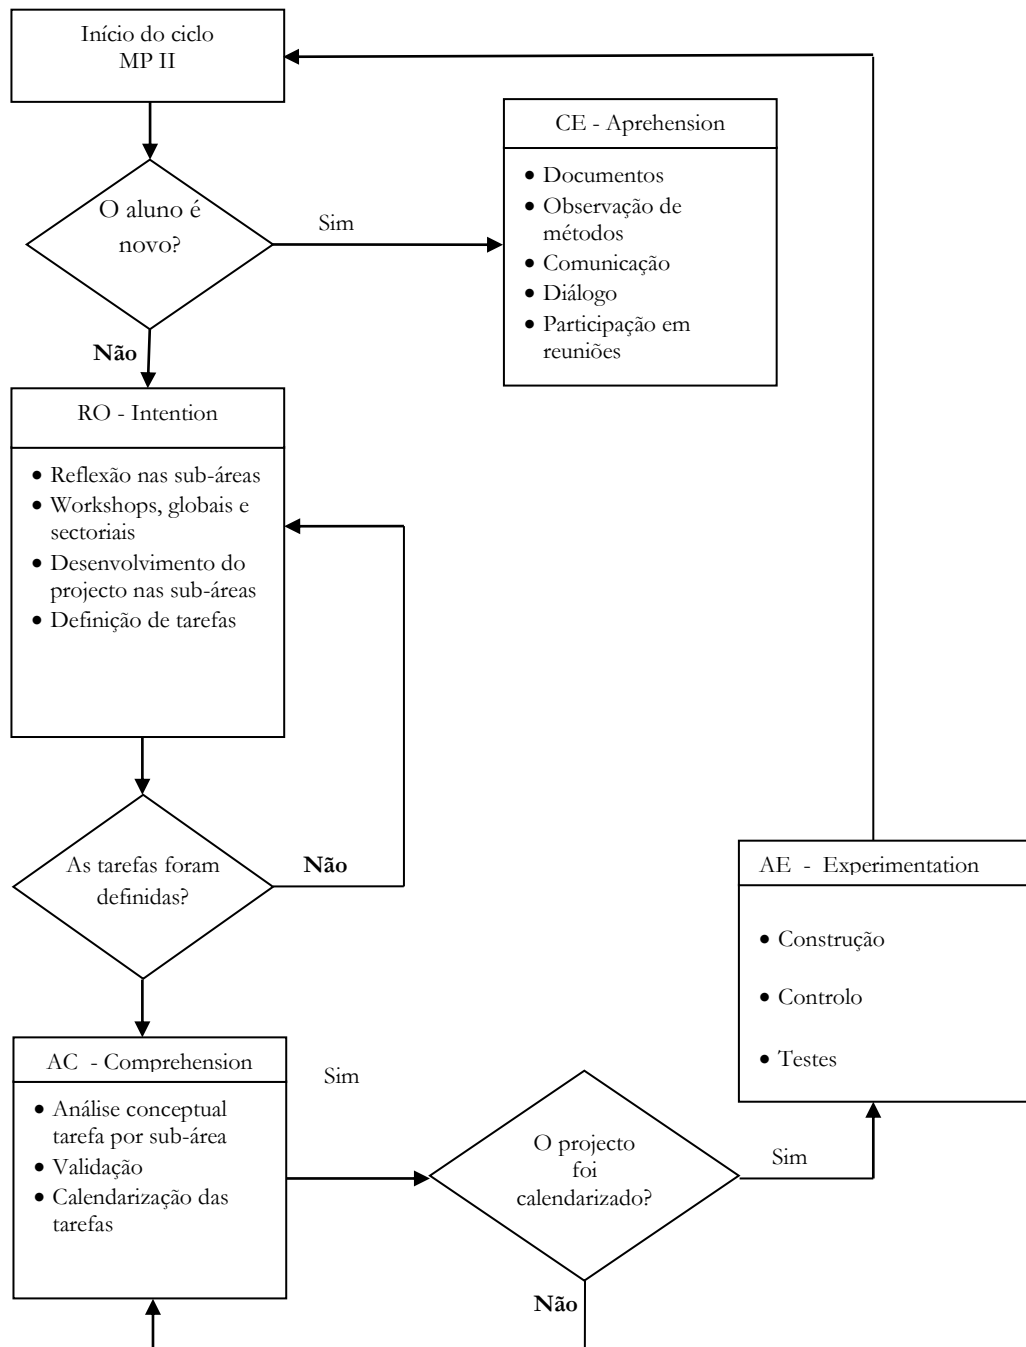 Início do ciclo
MP II
CE - Aprehension
• Documentos
• Observação de
métodos
• Comunicação
• Diálogo
• Participação em
reuniões
O aluno é
novo?
Sim
Não
RO - Intention
• Reflexão nas sub-áreas
• Workshops, globais e
sectoriais
• Desenvolvimento do
projecto nas sub-áreas
• Definição de tarefas
As tarefas foram
definidas?
Não
AE - Experimentation
• Construção
• Controlo
• Testes
AC - Comprehension
• Análise conceptual
tarefa por sub-área
• Validação
• Calendarização das
tarefas
Sim
O projecto
foi
calendarizado?
Sim
Não